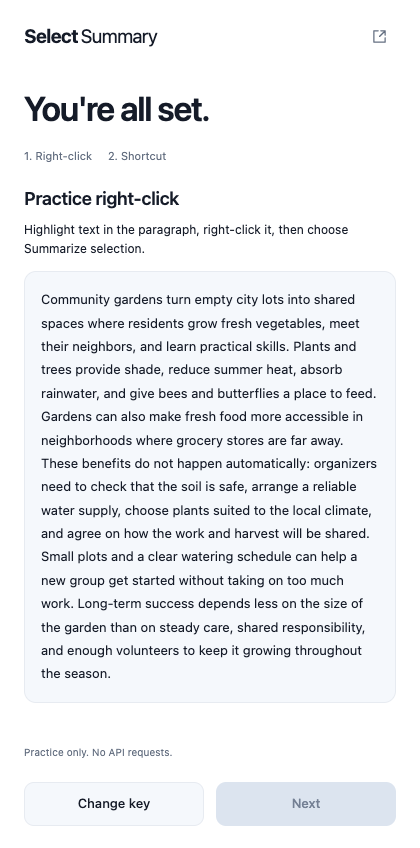 Select Summary
You're all set.
1. Right-click 2. Shortcut
Practice right-click
Highlight text in the paragraph, right-click it, then choose
Summarize selection.
Community gardens turn empty city lots into shared
spaces where residents grow fresh vegetables, meet
their neighbors, and learn practical skills. Plants and
trees provide shade, reduce summer heat, absorb
rainwater, and give bees and butterflies a place to feed.
Gardens can also make fresh food more accessible in
neighborhoods where grocery stores are far away.
These benefits do not happen automatically: organizers
need to check that the soil is safe, arrange a reliable
water supply, choose plants suited to the local climate,
and agree on how the work and harvest will be shared.
Small plots and a clear watering schedule can help a
new group get started without taking on too much
work. Long-term success depends less on the size of
the garden than on steady care, shared responsibility,
and enough volunteers to keep it growing throughout
the season.
Practice only. No API requests.
Change key
Next